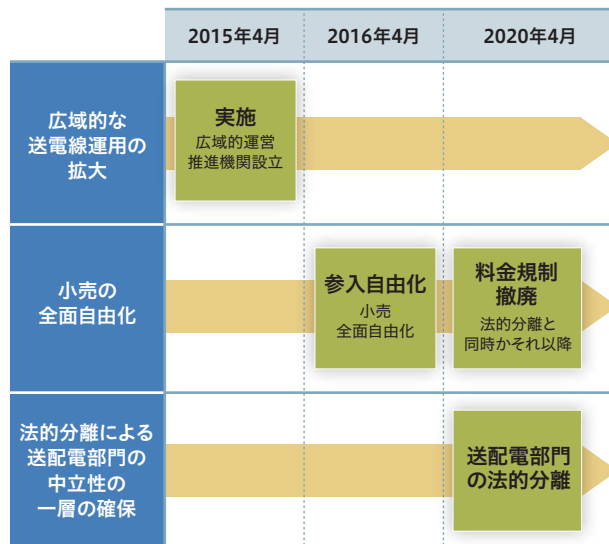 2015年4月
2016年4月
2020年4月
広域的な
送電線運用の
拡大
実施
広域的運営
推進機関設立
小売の
全面自由化
参入自由化
小売
全面自由化
料金規制
撤廃
法的分離と
同時かそれ以降
法的分離による
送配電部門の
中立性の
一層の確保
送配電部門
の法的分離